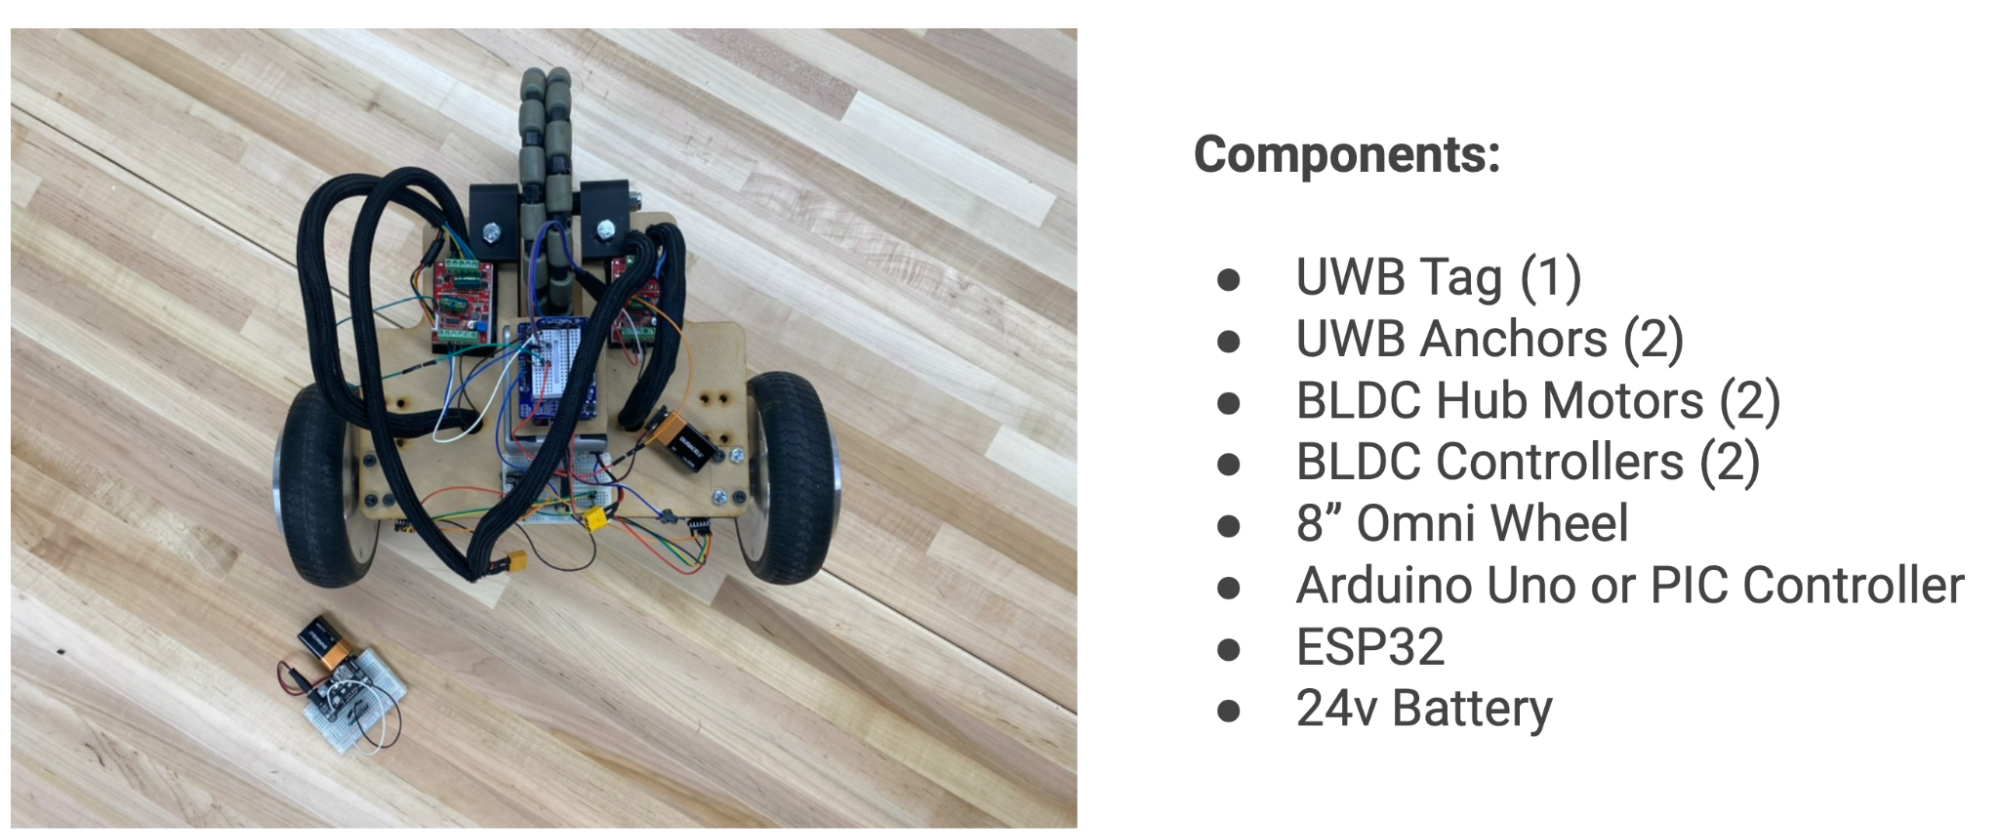 Components:
● UWB Tag (1)
● UWB Anchors (2)
● BLDC Hub Motors (2)
● BLDC Controllers (2)
● 8” Omni Wheel
● Arduino Uno or PIC Controller
● ESP32
● 24v Battery
DURACELL